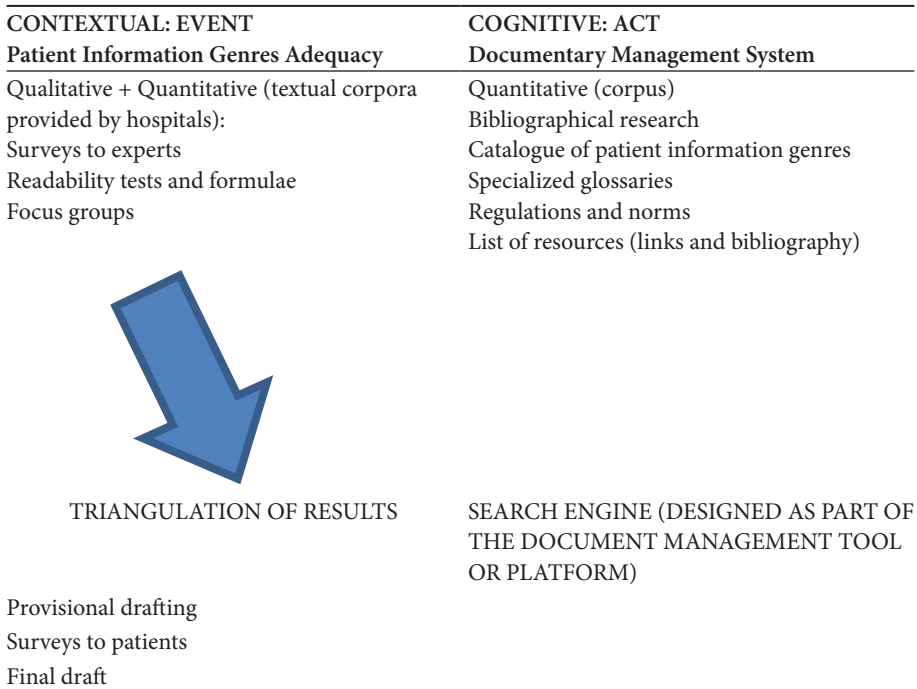 CONTEXTUAL: EVENT
Patient Information Genres Adequacy
Qualitative + Quantitative (textual corpora
provided by hospitals):
Surveys to experts
Readability tests and formulae
Focus groups
COGNITIVE: ACT
Documentary Management System
Quantitative (corpus)
Bibliographical research
Catalogue of patient information genres
Specialized glossaries
Regulations and norms
List of resources (links and bibliography)
TRIANGULATION OF RESULTS
SEARCH ENGINE (DESIGNED AS PART OF
THE DOCUMENT MANAGEMENT TOOL
OR PLATFORM)
Provisional drafting
Surveys to patients
Final draft